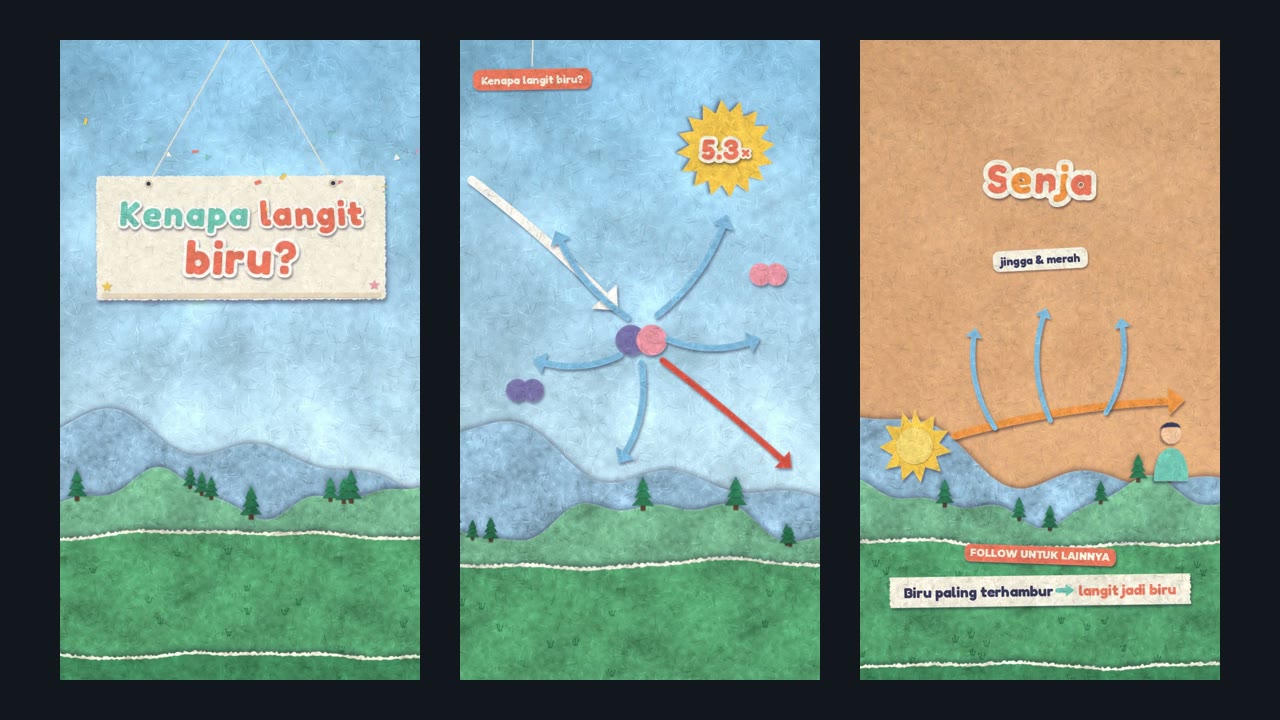 Kenapa langit
biru?
Kenapa langit biru?
5.3×
Senja
jingga & merah
FOLLOW UNTUK LAINNYA
Biru paling terhambur → langit jadi biru